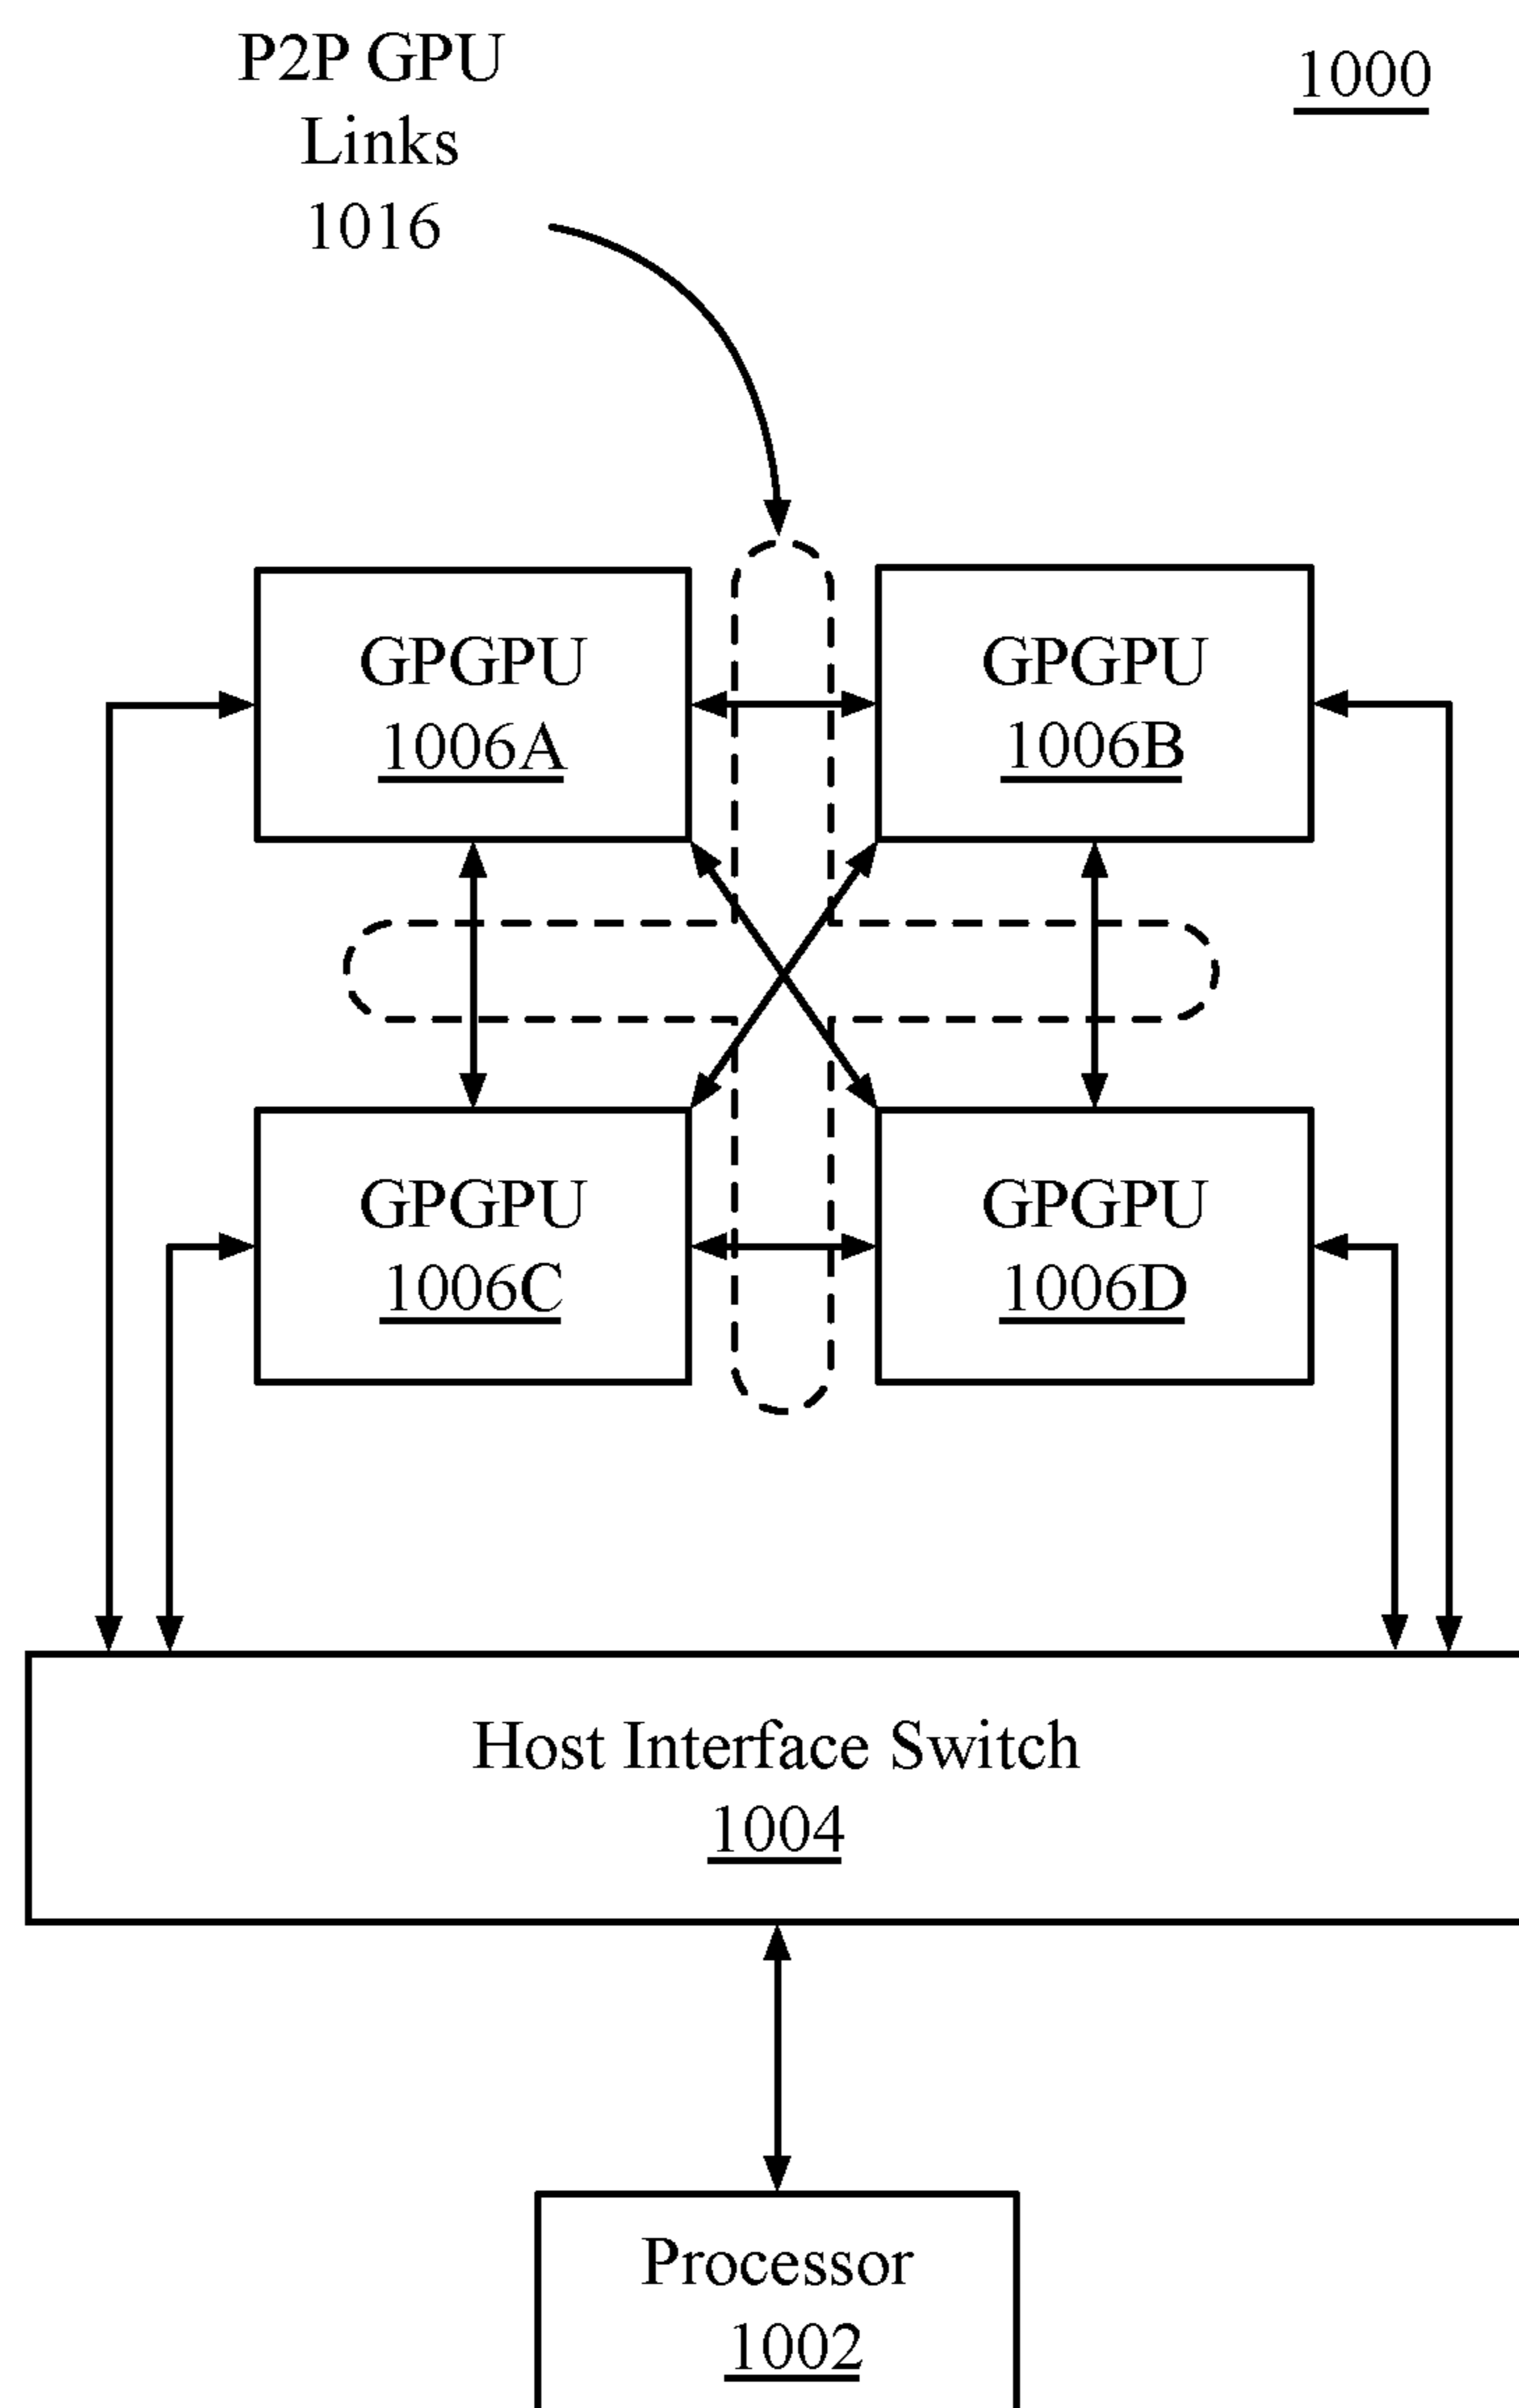 P2P GPU
Links
1016
1000
GPGPU
1006A
GPGPU
1006B
GPGPU
1006C
GPGPU
1006D
Host Interface Switch
1004
Processor
1002